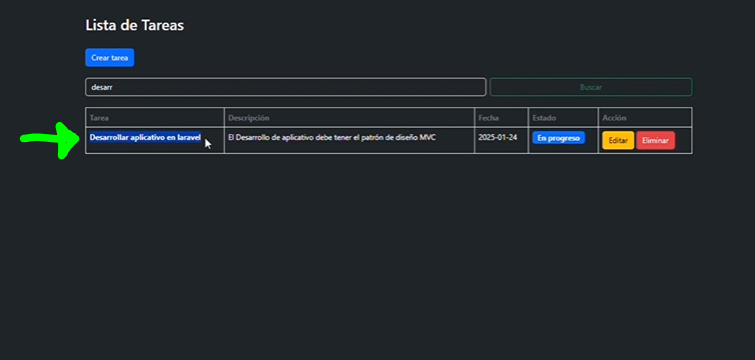 Lista de Tareas
Crear tarea
desarr Buscar
Tarea Descripción Fecha Estado Acción
Desarrollar aplicativo en laravel El Desarrollo de aplicativo debe tener el patrón de diseño MVC 2025-01-24 En progreso Editar Eliminar